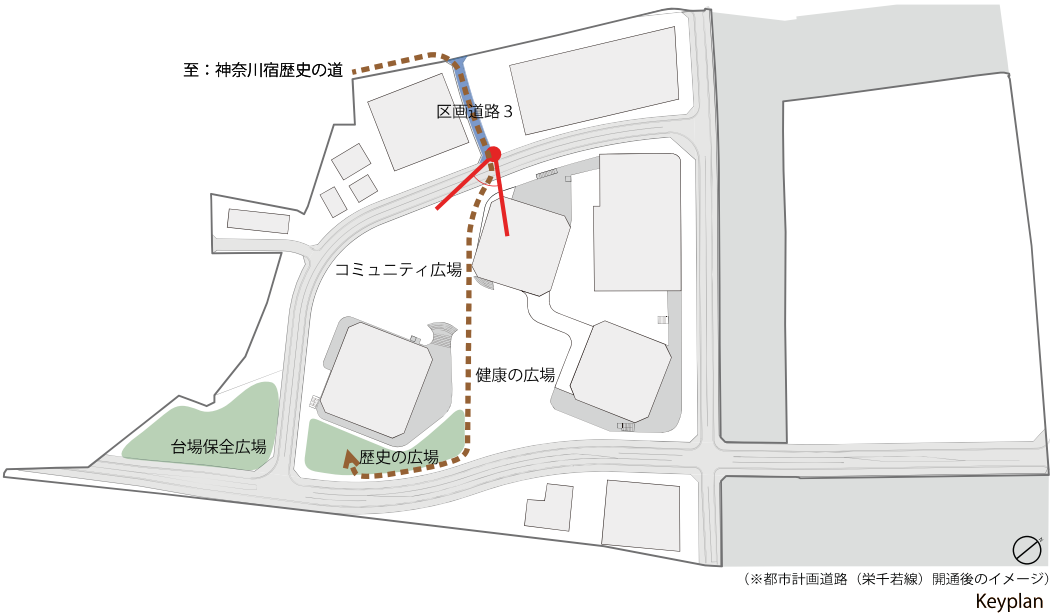 至：神奈川宿歴史の道
区画道路３
コミュニティ広場
健康の広場
台場保全広場
歴史の広場
（※都市計画道路（栄千若線）開通後のイメージ）
Keyplan